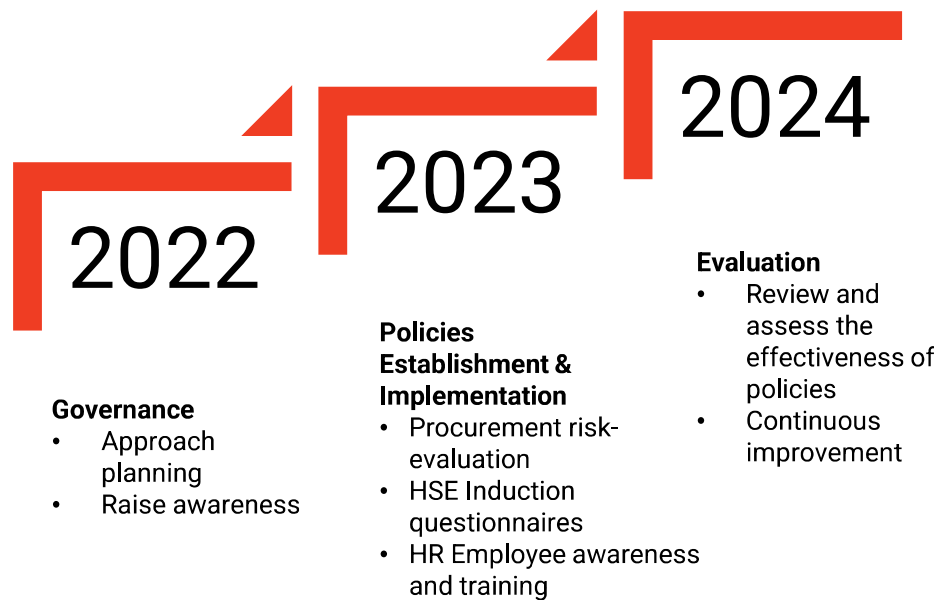 2022
Governance
• Approach
planning
• Raise awareness
2023
Policies
Establishment &
Implementation
• Procurement risk-
evaluation
• HSE Induction
questionnaires
• HR Employee awareness
and training
2024
Evaluation
• Review and
assess the
effectiveness of
policies
• Continuous
improvement